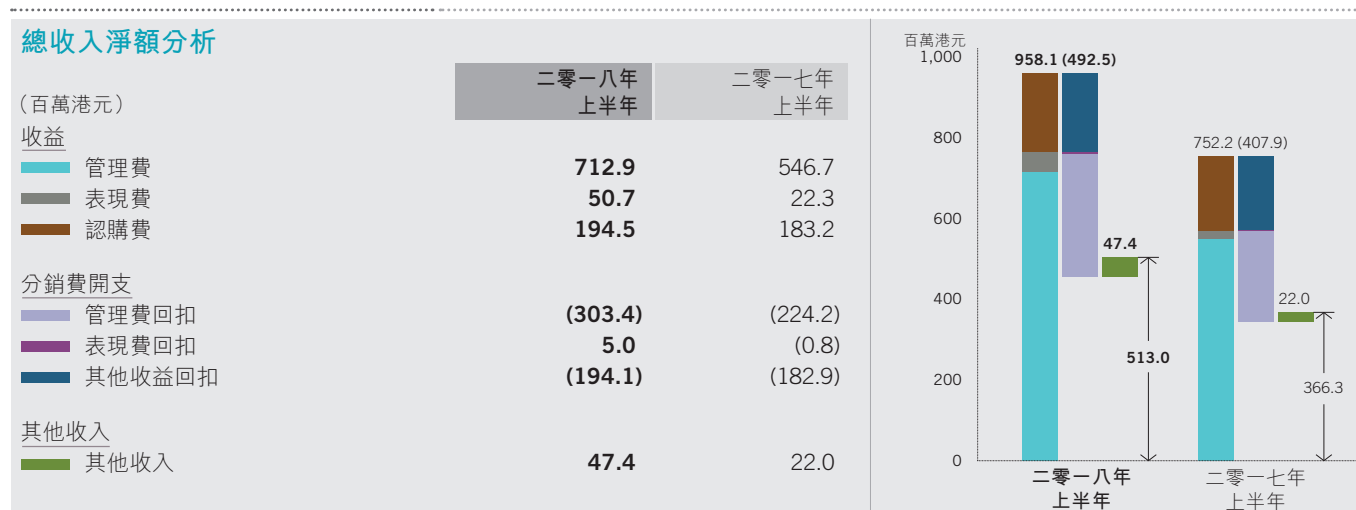 總收入淨額分析
二零一八年 二零一七年
（百萬港元） 上半年 上半年
收益
管理費 712.9 546.7
表現費 50.7 22.3
認購費 194.5 183.2
分銷費開支
管理費回扣 (303.4) (224.2)
表現費回扣 5.0 (0.8)
其他收益回扣 (194.1) (182.9)
其他收入
其他收入 47.4 22.0
百萬港元
1,000
800
600
400
200
0
958.1 (492.5)
47.4
513.0
752.2 (407.9)
22.0
366.3
二零一八年 二零一七年
上半年 上半年